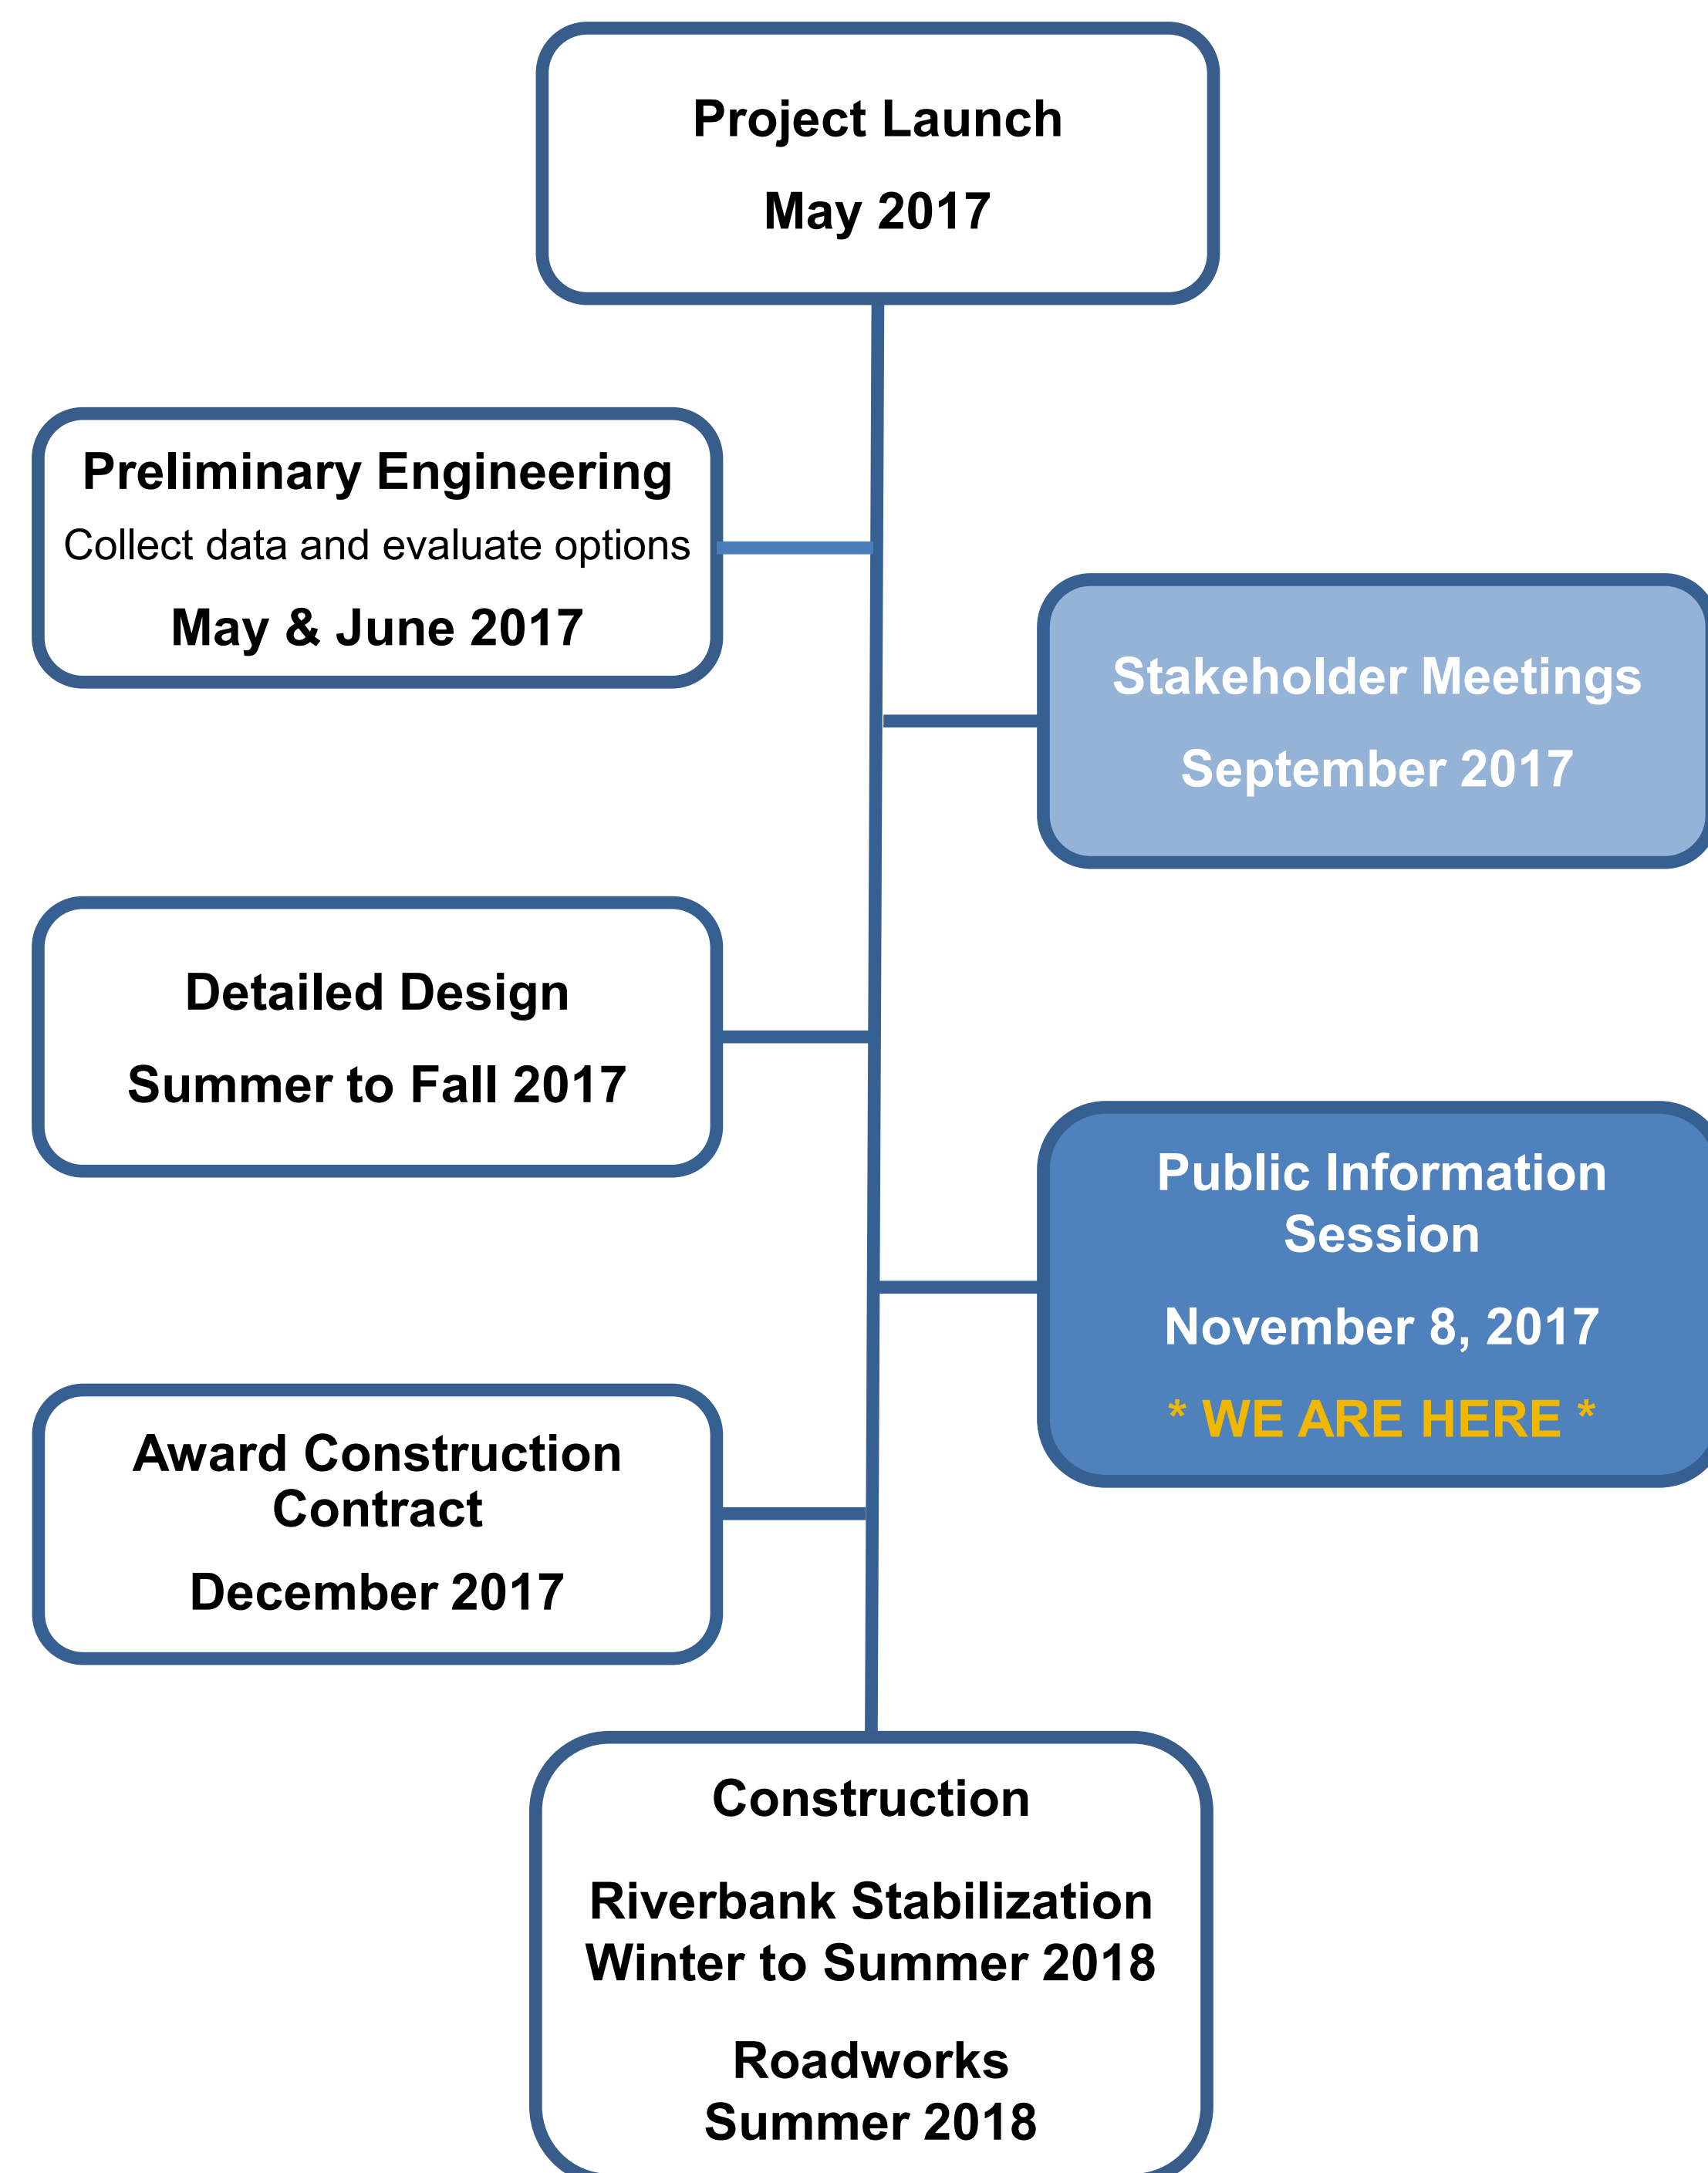 Project Launch
May 2017
Preliminary Engineering
Collect data and evaluate options
May & June 2017
Stakeholder Meetings
September 2017
Detailed Design
Summer to Fall 2017
Public Information
Session
November 8, 2017
* WE ARE HERE *
Award Construction
Contract
December 2017
Construction
Riverbank Stabilization
Winter to Summer 2018
Roadworks
Summer 2018